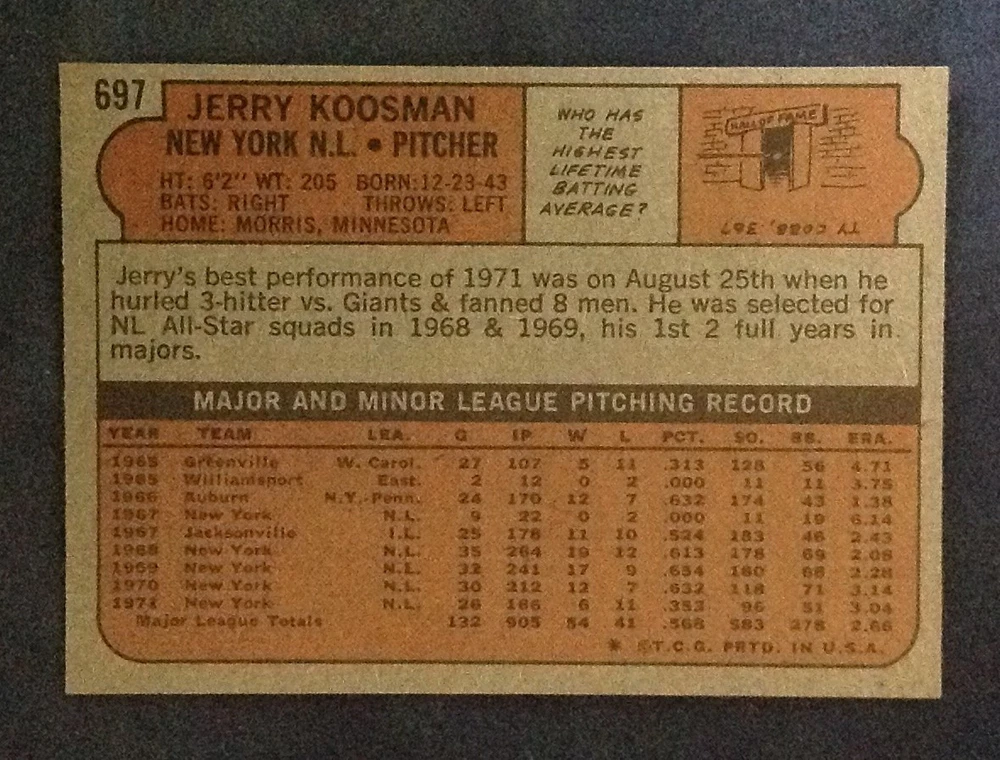 697
JERRY KOOSMAN
NEW YORK N.L. • PITCHER
HT: 6'2" WT: 205 BORN:12-23-43
BATS: RIGHT THROWS: LEFT
HOME: MORRIS, MINNESOTA
WHO HAS
THE
HIGHEST
LIFETIME
BATTING
AVERAGE?
HALL OF FAME
TY COBB, .367
Jerry's best performance of 1971 was on August 25th when he
hurled 3-hitter vs. Giants & fanned 8 men. He was selected for
NL All-Star squads in 1968 & 1969, his 1st 2 full years in
majors.
MAJOR AND MINOR LEAGUE PITCHING RECORD
YEAR TEAM LEA. G IP W L PCT. SO. BB. ERA.
1965 Greenville W. Carol. 27 107 5 11 .313 128 56 4.71
1965 Williamsport East. 2 12 0 2 .000 11 11 3.75
1966 Auburn N.Y.-Penn. 24 170 12 7 .632 174 43 1.38
1967 New York N.L. 9 22 0 2 .000 11 19 6.14
1967 Jacksonville I.L. 25 178 11 10 .524 183 46 2.43
1968 New York N.L. 35 264 19 12 .613 178 69 2.08
1969 New York N.L. 32 241 17 9 .654 180 68 2.28
1970 New York N.L. 30 212 12 7 .632 118 71 3.14
1971 New York N.L. 26 166 6 11 .353 96 51 3.04
Major League Totals 132 905 54 41 .568 583 278 2.66
* ©T.C.G. PRTD. IN U.S.A.